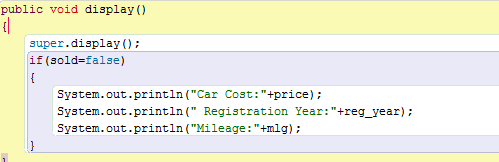 public void display()
{
super.display();
if(sold=false)
{
System.out.println("Car Cost:"+price);
System.out.println(" Registration Year:"+reg_year);
System.out.println("Mileage:"+mlg);
}
}